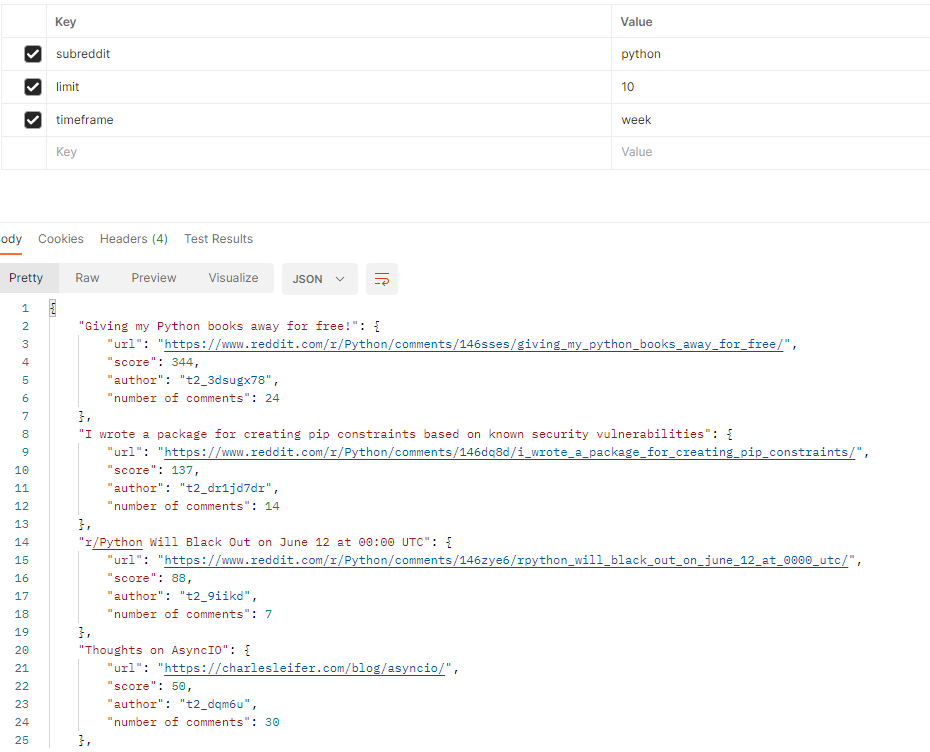 Key Value
subreddit python
limit 10
timeframe week
Key Value
ody Cookies Headers (4) Test Results
Pretty Raw Preview Visualize JSON
1 {
2 "Giving my Python books away for free!": {
3 "url": "https://www.reddit.com/r/Python/comments/146sses/giving_my_python_books_away_for_free/",
4 "score": 344,
5 "author": "t2_3dsugx78",
6 "number of comments": 24
7 },
8 "I wrote a package for creating pip constraints based on known security vulnerabilities": {
9 "url": "https://www.reddit.com/r/Python/comments/146dq8d/i_wrote_a_package_for_creating_pip_constraints/",
10 "score": 137,
11 "author": "t2_dr1jd7dr",
12 "number of comments": 14
13 },
14 "r/Python Will Black Out on June 12 at 00:00 UTC": {
15 "url": "https://www.reddit.com/r/Python/comments/146zye6/rpython_will_black_out_on_june_12_at_0000_utc/",
16 "score": 88,
17 "author": "t2_9iikd",
18 "number of comments": 7
19 },
20 "Thoughts on AsyncIO": {
21 "url": "https://charlesleifer.com/blog/asyncio/",
22 "score": 50,
23 "author": "t2_dqm6u",
24 "number of comments": 30
25 },